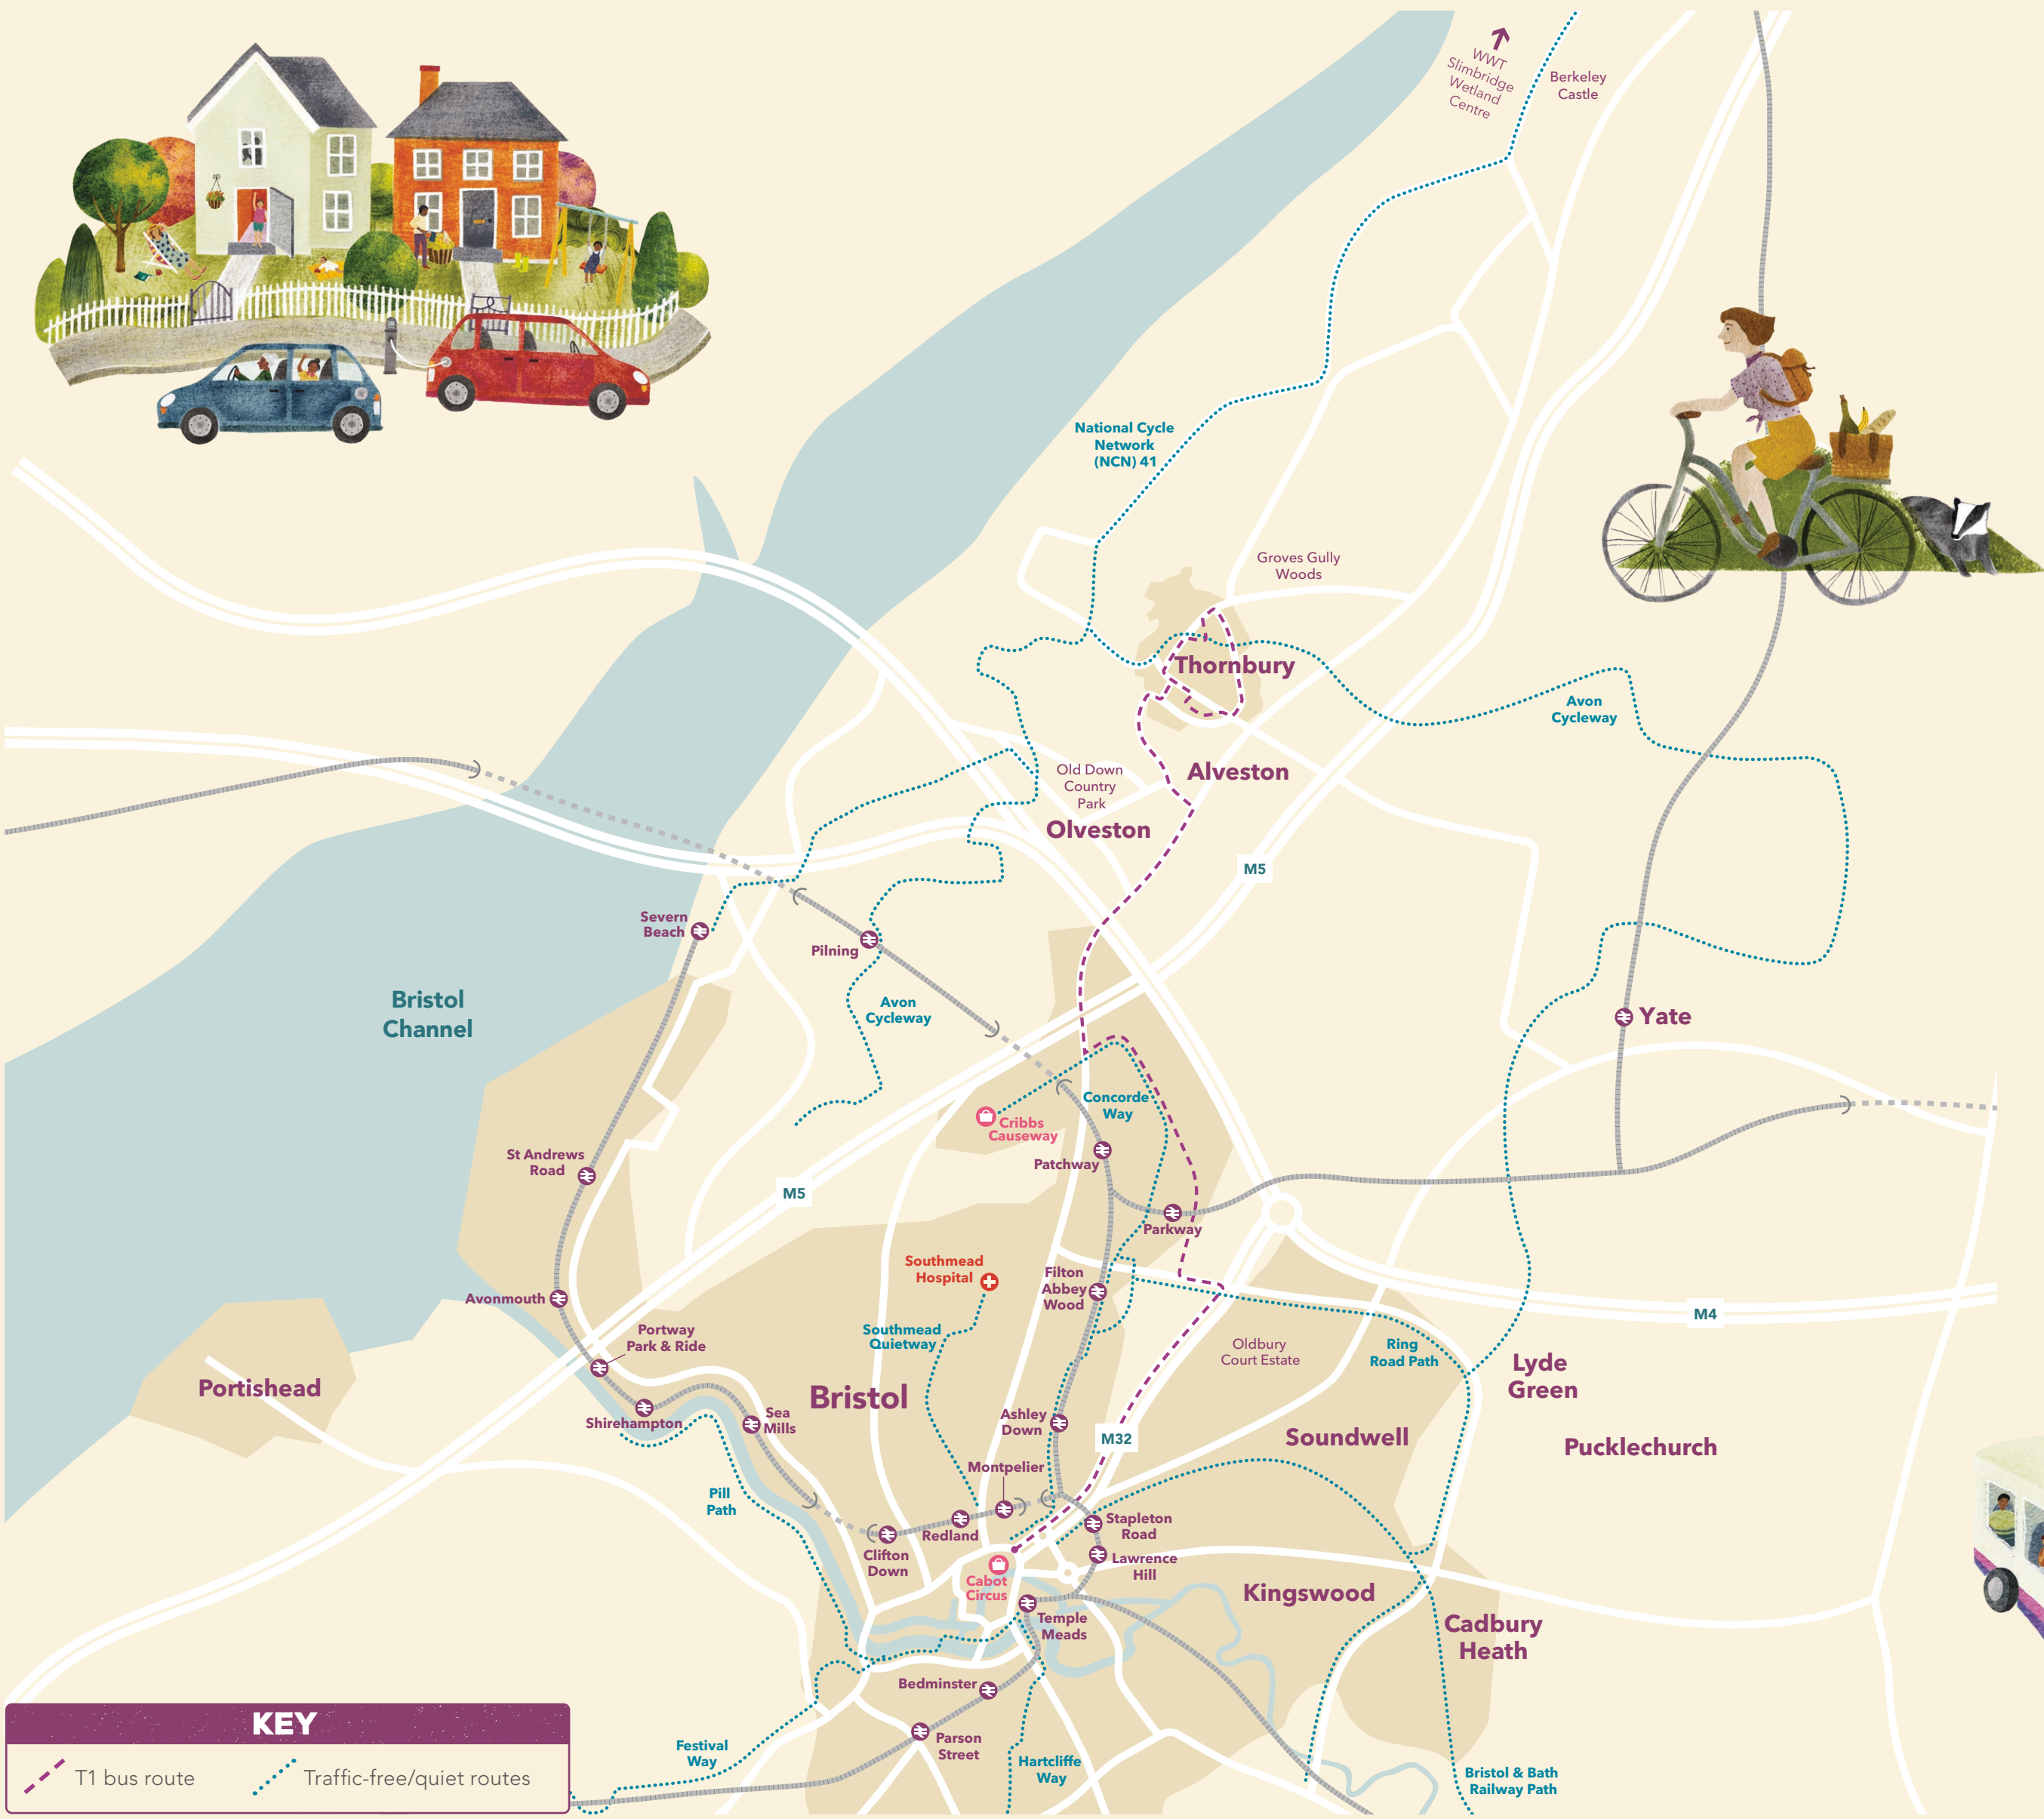 WWT
Slimbridge
Wetland
Centre
Berkeley
Castle
National Cycle
Network
(NCN) 41
Groves Gully
Woods
Thornbury
Avon
Cycleway
Old Down
Country
Park
Alveston
Olveston
M5
Severn
Beach
Pilning
Bristol
Channel
Avon
Cycleway
Yate
Concorde
Way
Cribbs
Causeway
Patchway
St Andrews
Road
M5
Parkway
Southmead
Hospital
Filton
Abbey
Wood
Avonmouth
M4
Portway
Park & Ride
Southmead
Quietway
Oldbury
Court Estate
Ring
Road Path
Lyde
Green
Portishead
Bristol
Shirehampton
Sea
Mills
Ashley
Down
M32
Soundwell
Pucklechurch
Montpelier
Pill
Path
Redland
Stapleton
Road
Clifton
Down
Lawrence
Hill
Cabot
Circus
Kingswood
Temple
Meads
Cadbury
Heath
Bedminster
Parson
Street
Festival
Way
Hartcliffe
Way
Bristol & Bath
Railway Path
KEY
T1 bus route
Traffic-free/quiet routes